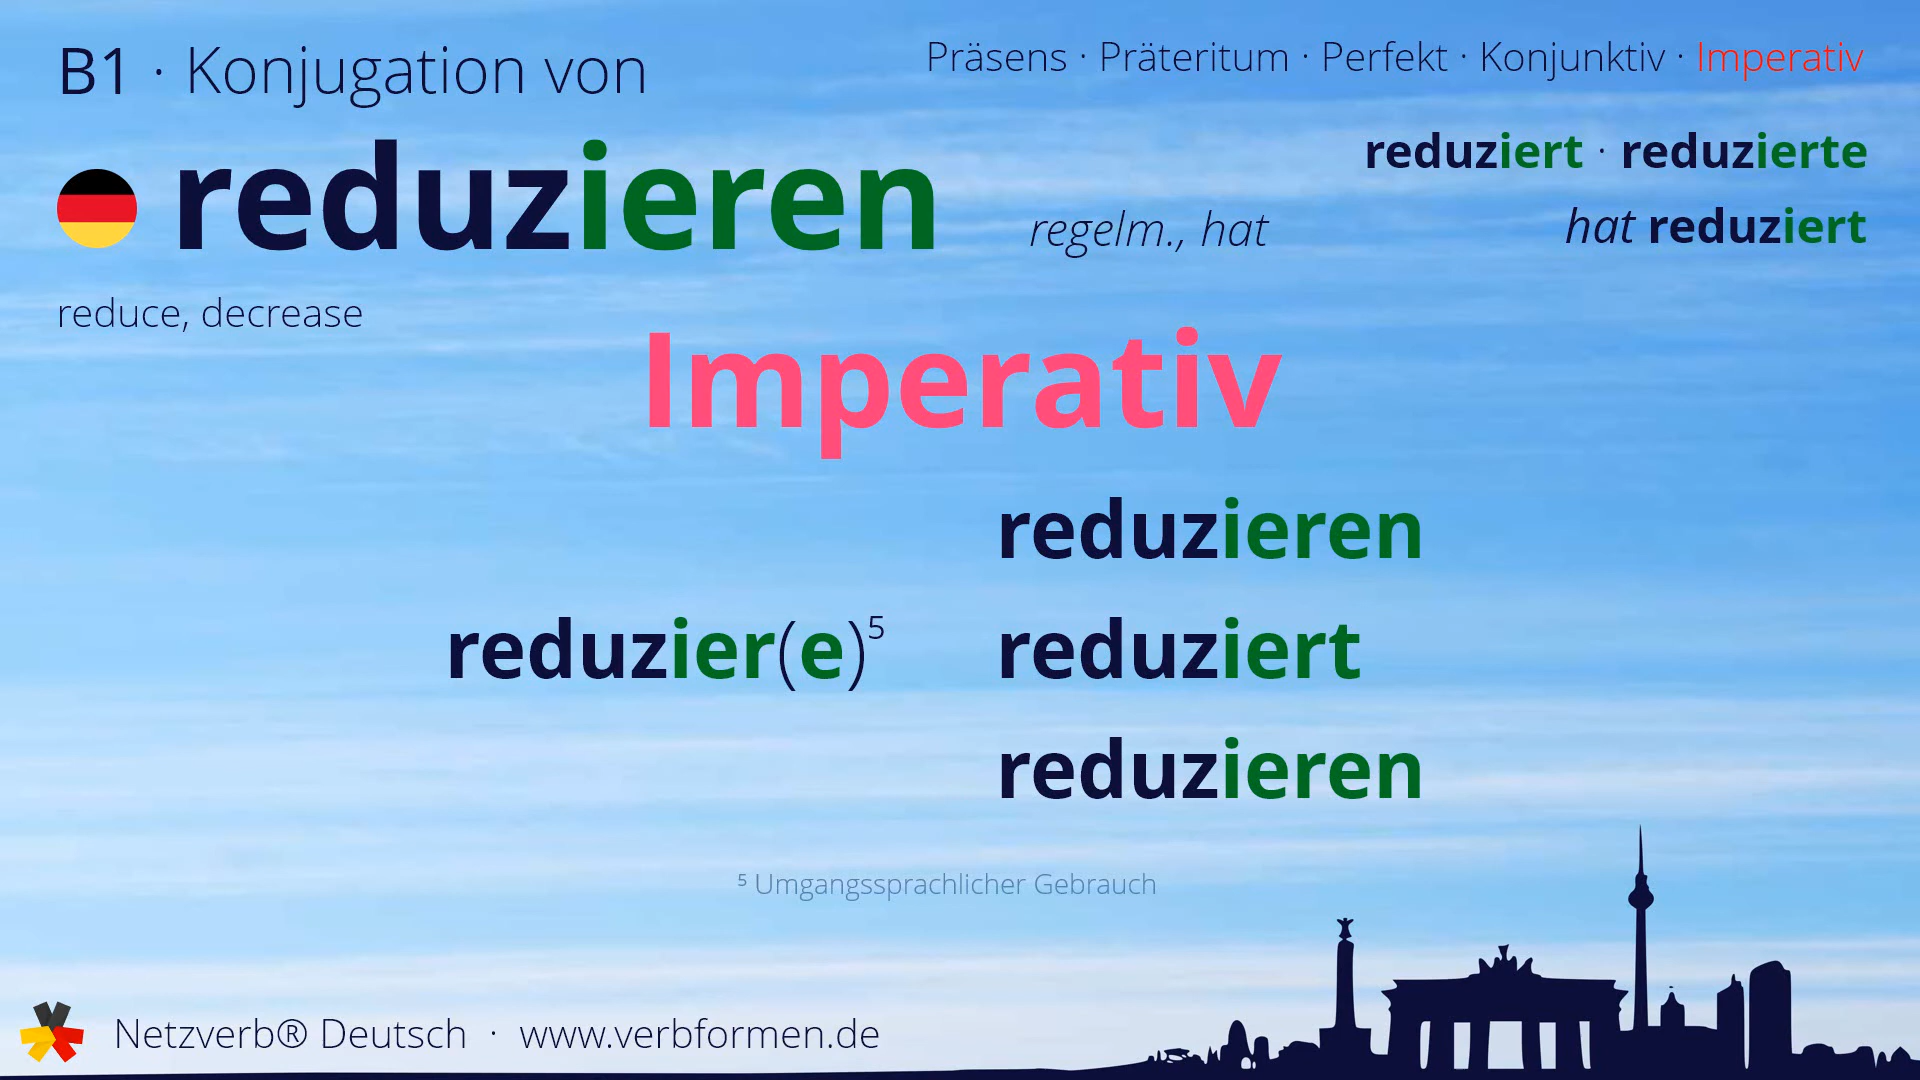 B1 · Konjugation von
Präsens · Präteritum · Perfekt · Konjunktiv · Imperativ
reduzieren
regelm., hat
reduziert · reduzierte
hat reduziert
reduce, decrease
Imperativ
reduzieren
reduzier(e)⁵ reduziert
reduzieren
⁵ Umgangssprachlicher Gebrauch
Netzverb® Deutsch · www.verbformen.de